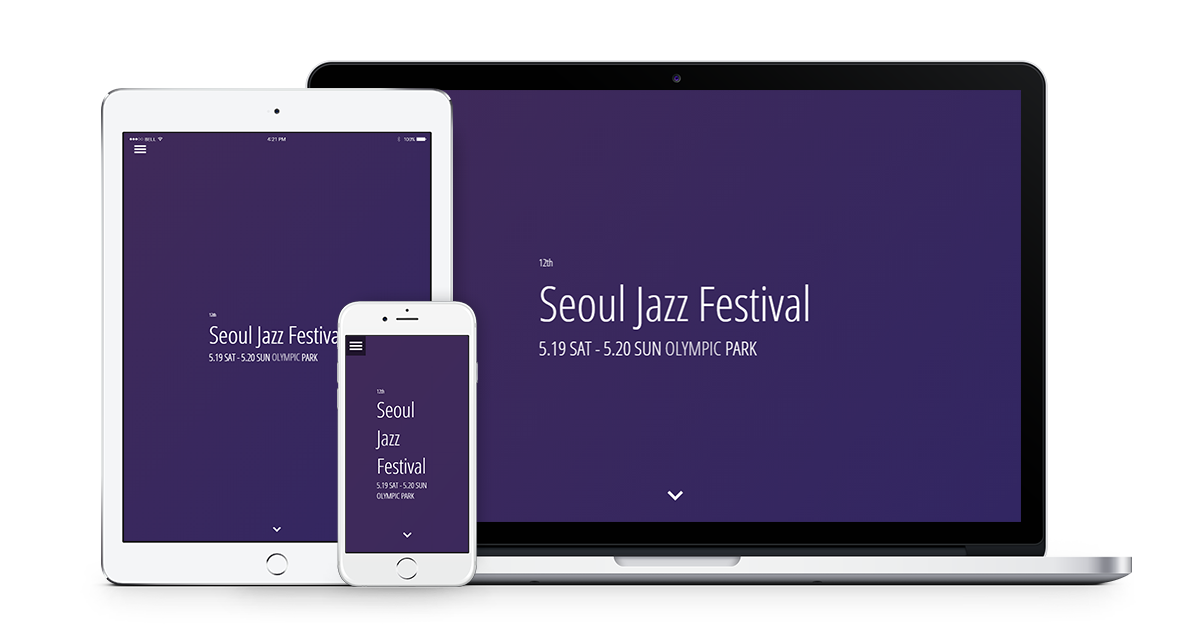 BELL 4:21 PM 100%
12th
Seoul Jazz Festiva
5.19 SAT - 5.20 SUN OLYMPIC PARK
12th
Seoul
Jazz
Festival
5.19 SAT - 5.20 SUN
OLYMPIC PARK
12th
Seoul Jazz Festival
5.19 SAT - 5.20 SUN OLYMPIC PARK